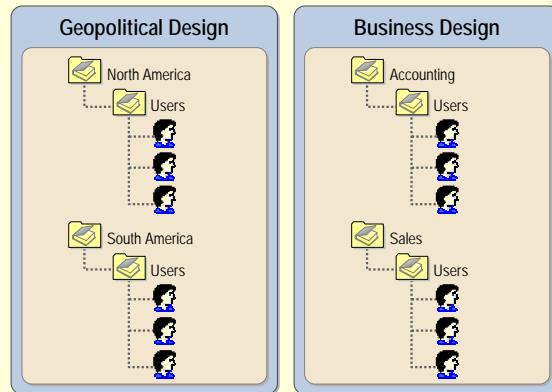 Geopolitical Design
North America
Users
South America
Users
Business Design
Accounting
Users
Sales
Users